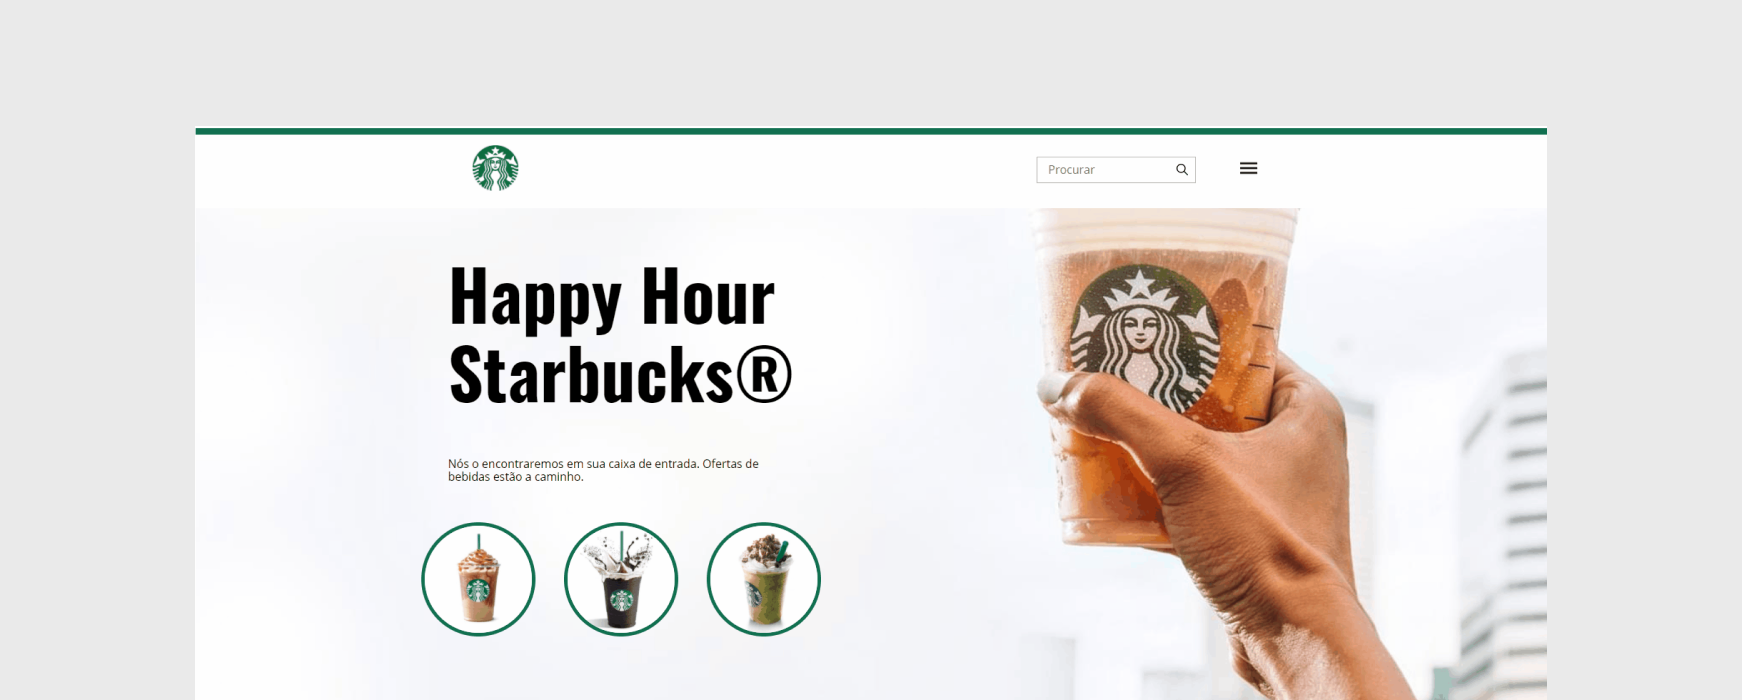 Procurar
Happy Hour
Starbucks®
Nós o encontraremos em sua caixa de entrada. Ofertas de
bebidas estão a caminho.